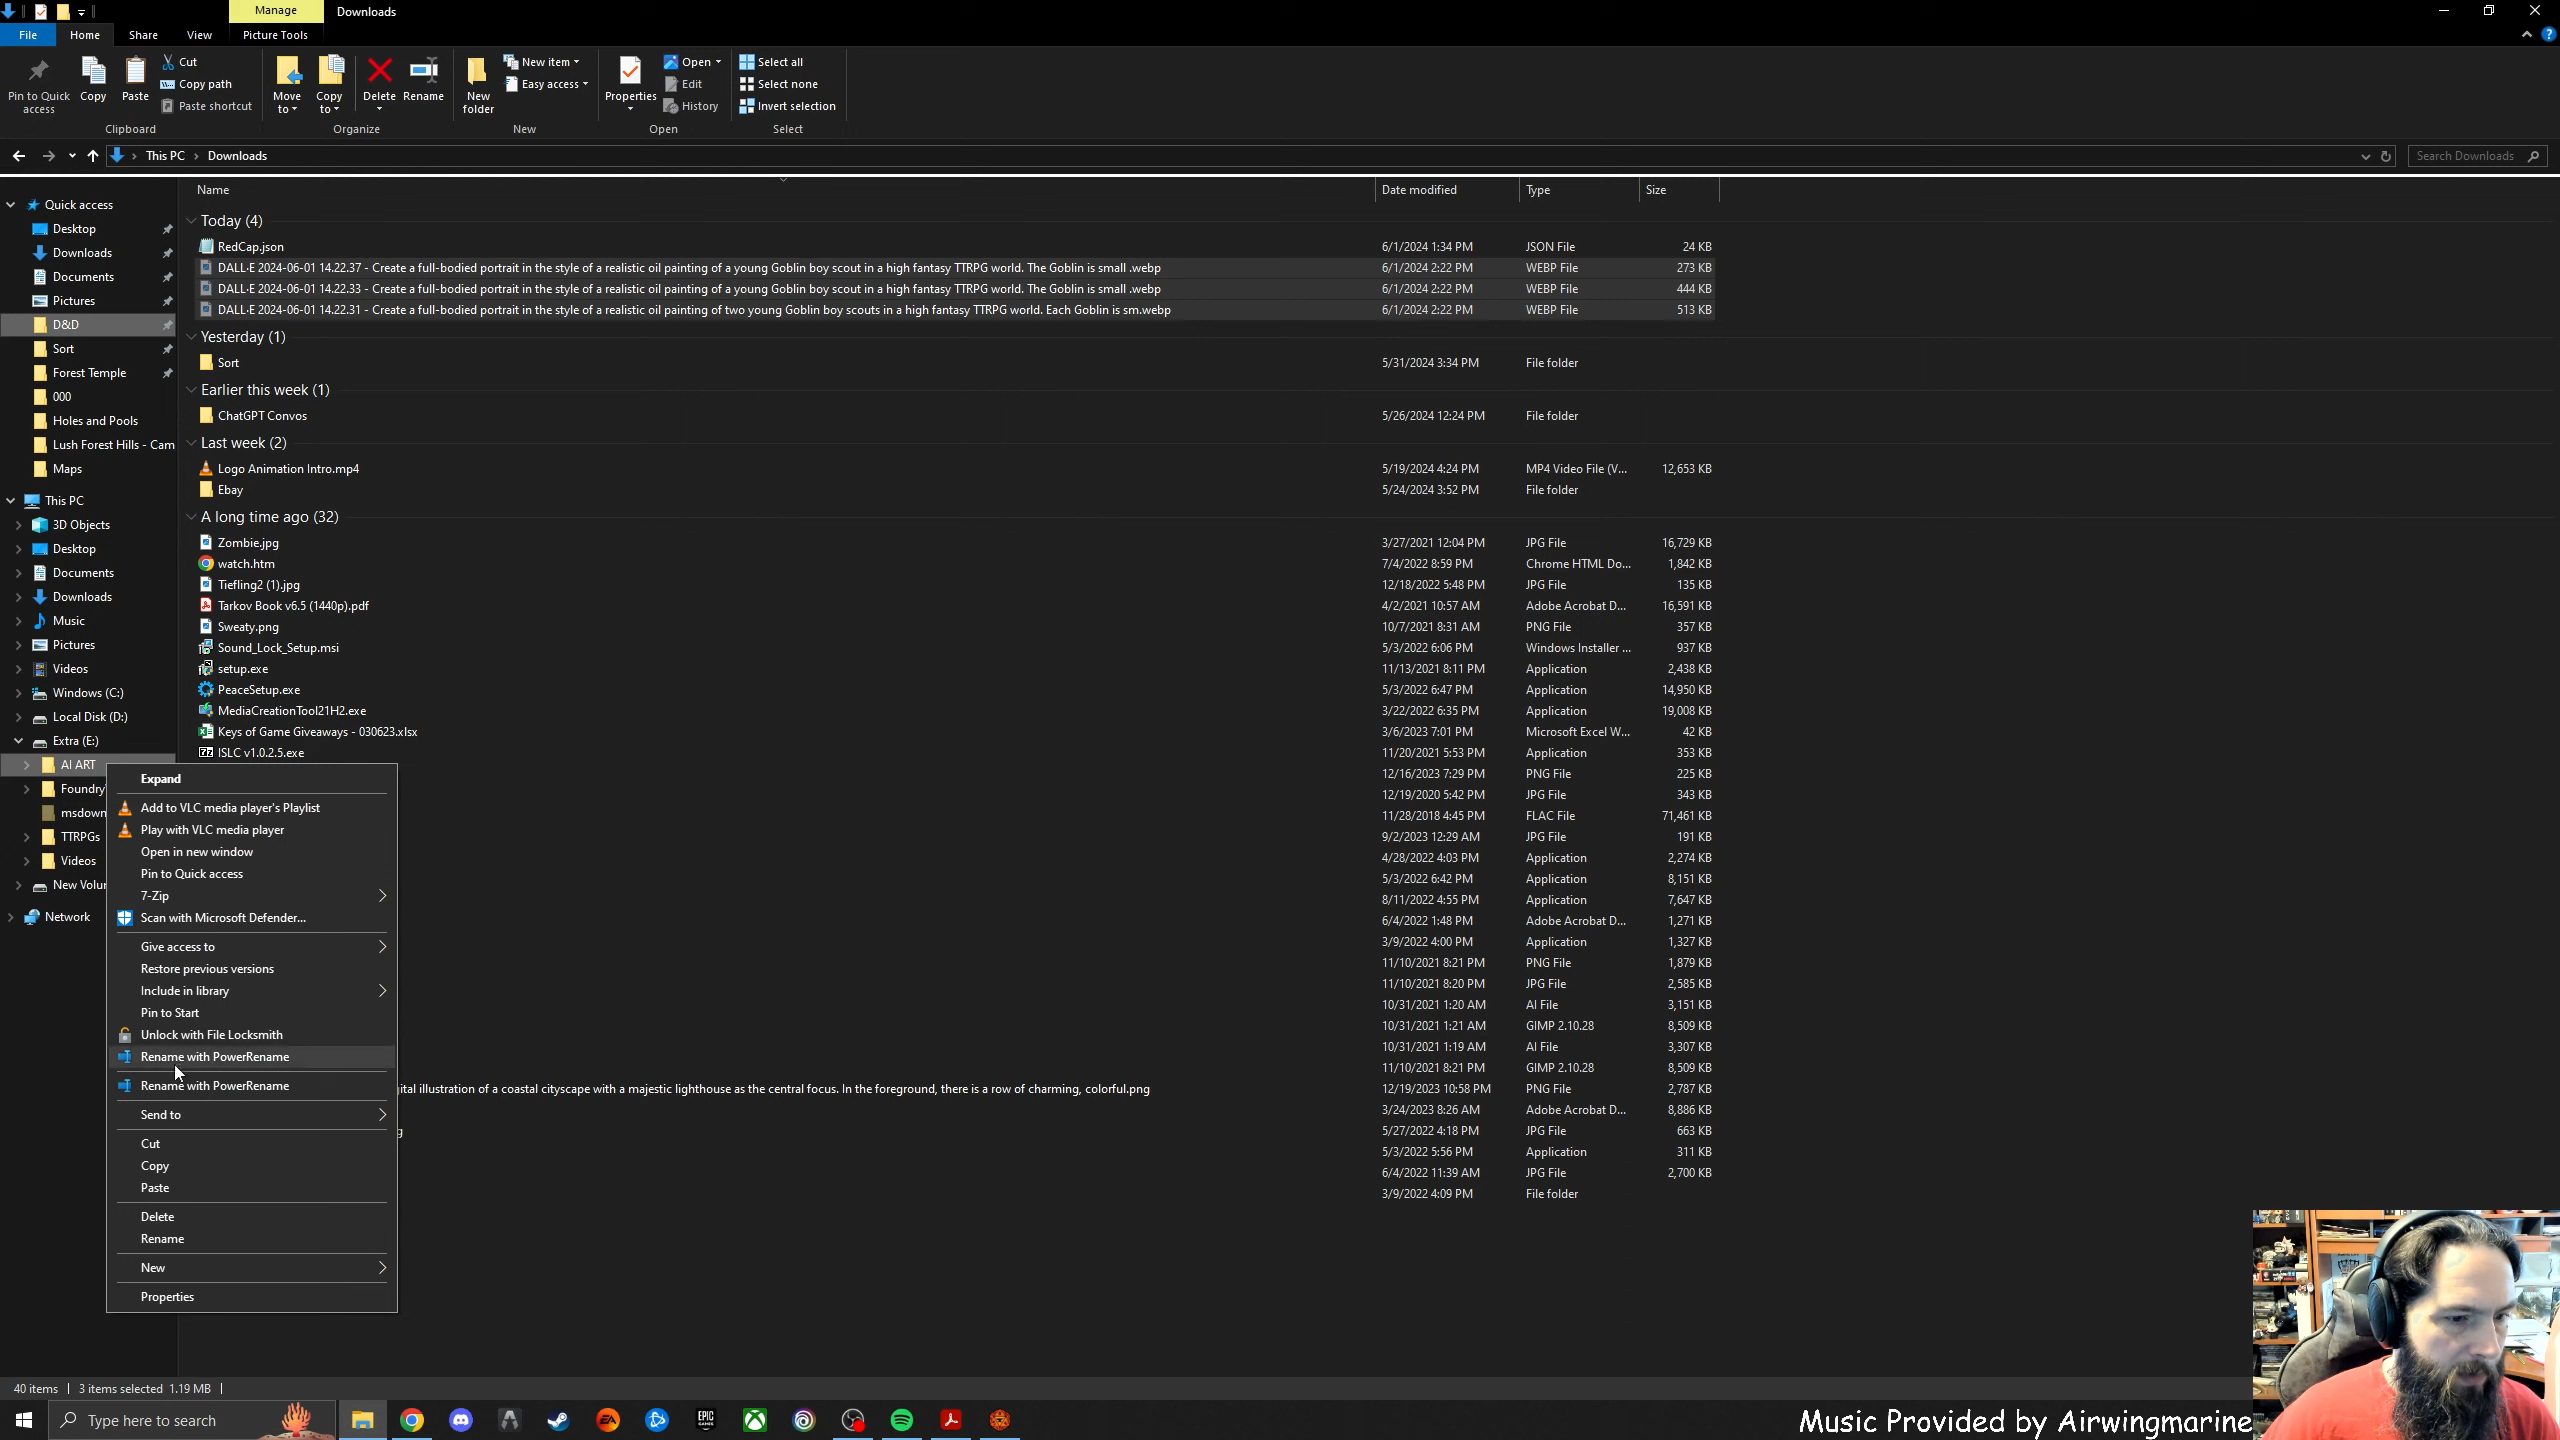 Manage
Downloads
File
Home
Share
View
Picture Tools
Pin to Quick access
Copy
Paste
Cut
Copy path
Paste shortcut
Move to
Copy to
Delete
Rename
New folder
New item
Easy access
Properties
Open
Edit
History
Select all
Select none
Invert selection
Clipboard
Organize
New
Open
Select
This PC > Downloads
Search Downloads
Name
Date modified
Type
Size
Quick access
Desktop
Downloads
Documents
Pictures
D&D
Sort
Forest Temple
000
Holes and Pools
Lush Forest Hills - Cam
Maps
This PC
3D Objects
Desktop
Documents
Downloads
Music
Pictures
Videos
Windows (C:)
Local Disk (D:)
Extra (E:)
AI ART
Foundry
msdown
TTRPGs
Videos
New Volu
Network
Today (4)
RedCap.json 6/1/2024 1:34 PM JSON File 24 KB
DALL·E 2024-06-01 14.22.37 - Create a full-bodied portrait in the style of a realistic oil painting of a young Goblin boy scout in a high fantasy TTRPG world. The Goblin is small .webp 6/1/2024 2:22 PM WEBP File 273 KB
DALL·E 2024-06-01 14.22.33 - Create a full-bodied portrait in the style of a realistic oil painting of a young Goblin boy scout in a high fantasy TTRPG world. The Goblin is small .webp 6/1/2024 2:22 PM WEBP File 444 KB
DALL·E 2024-06-01 14.22.31 - Create a full-bodied portrait in the style of a realistic oil painting of two young Goblin boy scouts in a high fantasy TTRPG world. Each Goblin is sm.webp 6/1/2024 2:22 PM WEBP File 513 KB
Yesterday (1)
Sort 5/31/2024 3:34 PM File folder
Earlier this week (1)
ChatGPT Convos 5/26/2024 12:24 PM File folder
Last week (2)
Logo Animation Intro.mp4 5/19/2024 4:24 PM MP4 Video File (V... 12,653 KB
Ebay 5/24/2024 3:52 PM File folder
A long time ago (32)
Zombie.jpg 3/27/2021 12:04 PM JPG File 16,729 KB
watch.htm 7/4/2022 8:59 PM Chrome HTML Do... 1,842 KB
Tiefling2 (1).jpg 12/18/2022 5:48 PM JPG File 135 KB
Tarkov Book v6.5 (1440p).pdf 4/2/2021 10:57 AM Adobe Acrobat D... 16,591 KB
Sweaty.png 10/7/2021 8:31 AM PNG File 357 KB
Sound_Lock_Setup.msi 5/3/2022 6:06 PM Windows Installer ... 937 KB
setup.exe 11/13/2021 8:11 PM Application 2,438 KB
PeaceSetup.exe 5/3/2022 6:47 PM Application 14,950 KB
MediaCreationTool21H2.exe 3/22/2022 6:35 PM Application 19,008 KB
Keys of Game Giveaways - 030623.xlsx 3/6/2023 7:01 PM Microsoft Excel W... 42 KB
ISLC v1.0.2.5.exe 11/20/2021 5:53 PM Application 353 KB
12/16/2023 7:29 PM PNG File 225 KB
12/19/2020 5:42 PM JPG File 343 KB
11/28/2018 4:45 PM FLAC File 71,461 KB
9/2/2023 12:29 AM JPG File 191 KB
4/28/2022 4:03 PM Application 2,274 KB
5/3/2022 6:42 PM Application 8,151 KB
8/11/2022 4:55 PM Application 7,647 KB
6/4/2022 1:48 PM Adobe Acrobat D... 1,271 KB
3/9/2022 4:00 PM Application 1,327 KB
11/10/2021 8:21 PM PNG File 1,879 KB
11/10/2021 8:20 PM JPG File 2,585 KB
10/31/2021 1:20 AM AI File 3,151 KB
10/31/2021 1:21 AM GIMP 2.10.28 8,509 KB
10/31/2021 1:19 AM AI File 3,307 KB
11/10/2021 8:21 PM GIMP 2.10.28 8,509 KB
gital illustration of a coastal cityscape with a majestic lighthouse as the central focus. In the foreground, there is a row of charming, colorful.png 12/19/2023 10:58 PM PNG File 2,787 KB
3/24/2023 8:26 AM Adobe Acrobat D... 8,886 KB
g 5/27/2022 4:18 PM JPG File 663 KB
5/3/2022 5:56 PM Application 311 KB
6/4/2022 11:39 AM JPG File 2,700 KB
3/9/2022 4:09 PM File folder
Expand
Add to VLC media player's Playlist
Play with VLC media player
Open in new window
Pin to Quick access
7-Zip
Scan with Microsoft Defender...
Give access to
Restore previous versions
Include in library
Pin to Start
Unlock with File Locksmith
Rename with PowerRename
Rename with PowerRename
Send to
Cut
Copy
Paste
Delete
Rename
New
Properties
40 items
3 items selected 1.19 MB
Type here to search
EPIC GAMES
EA
Music Provided by Airwingmarine